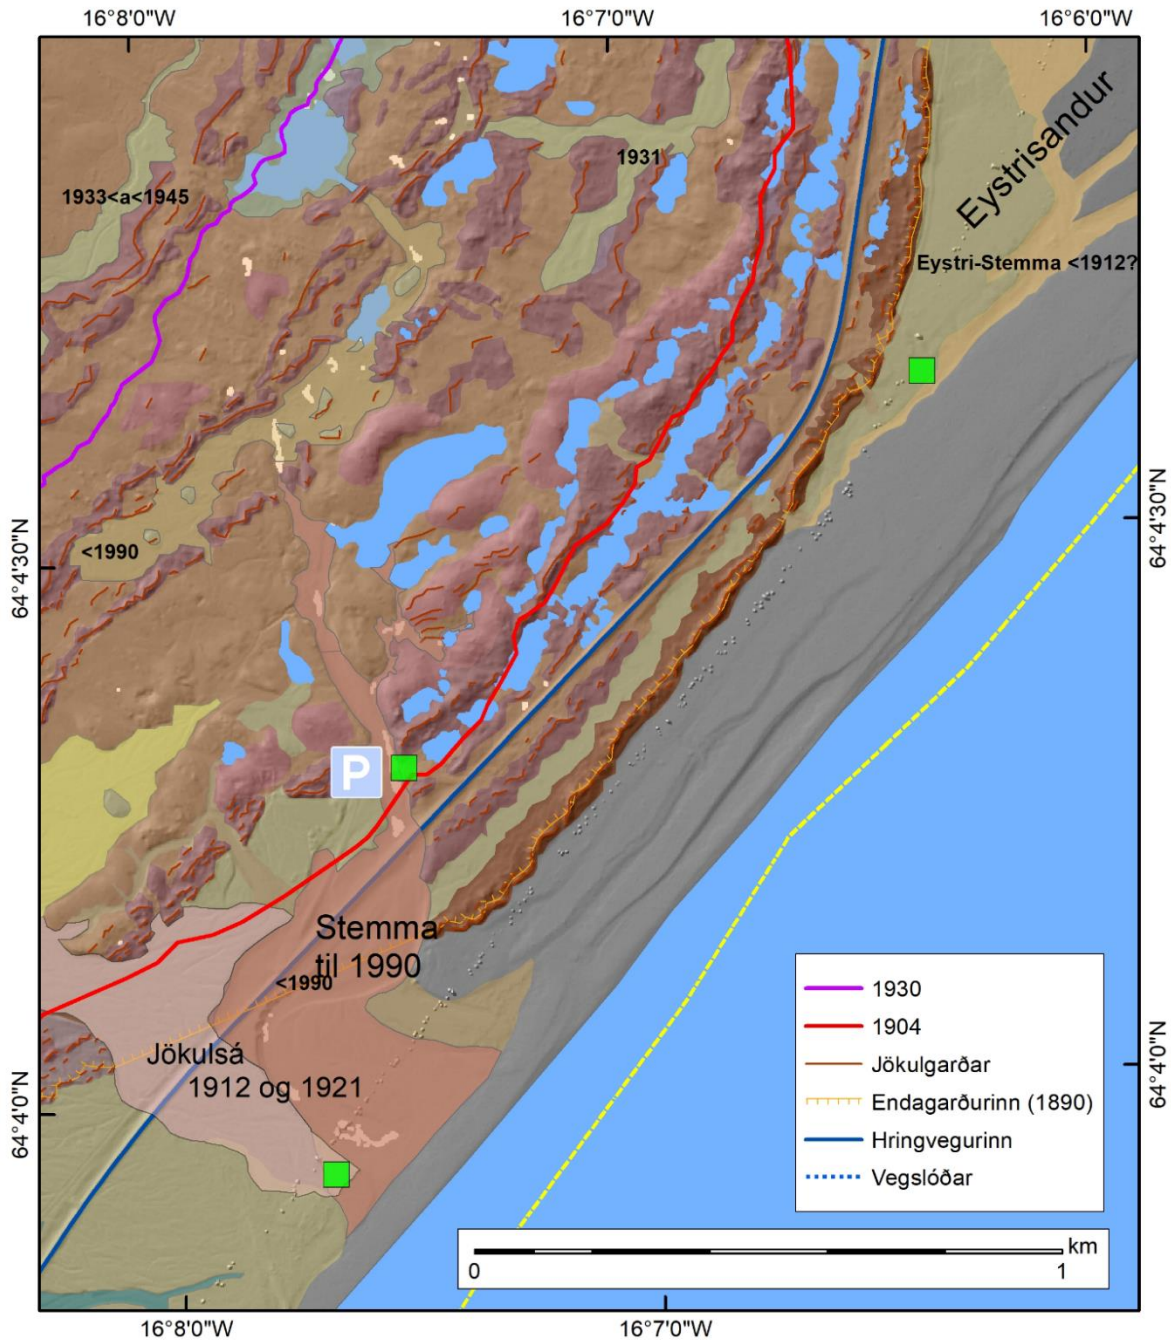 16°8'0"W
16°7'0"W
16°6'0"W
Eystrisandur
1931
1933<a<1945
Eystri-Stemma <1912?
64°4'30"N
64°4'30"N
<1990
P
Stemma
til 1990
<1990
Jökulsá
1912 og 1921
64°4'0"N
64°4'0"N
1930
1904
Jökulgarðar
Endagarðurinn (1890)
Hringvegurinn
Vegslóðar
km
0
1
16°8'0"W
16°7'0"W